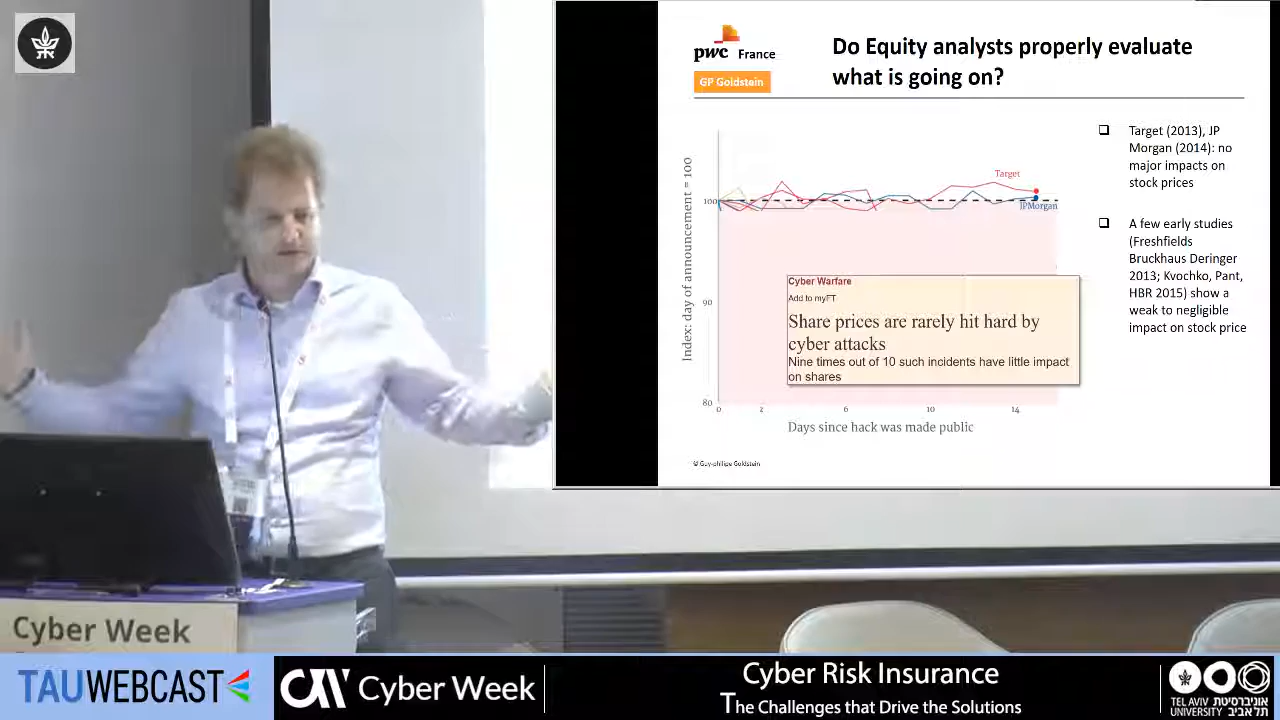 pwc France
GP Goldstein
Do Equity analysts properly evaluate
what is going on?
Index: day of announcement = 100
100
90
80
0
2
6
10
14
Days since hack was made public
Target
JPMorgan
Cyber Warfare
Add to myFT
Share prices are rarely hit hard by
cyber attacks
Nine times out of 10 such incidents have little impact
on shares
Target (2013), JP
Morgan (2014): no
major impacts on
stock prices
A few early studies
(Freshfields
Bruckhaus Deringer
2013; Kvochko, Pant,
HBR 2015) show a
weak to negligible
impact on stock price
© Guy-philipe Goldstein
Cyber Week
TAUWEBCAST
Cyber Week
Cyber Risk Insurance
The Challenges that Drive the Solutions
TEL AVIV
UNIVERSITY
אוניברסיטת
תל אביב